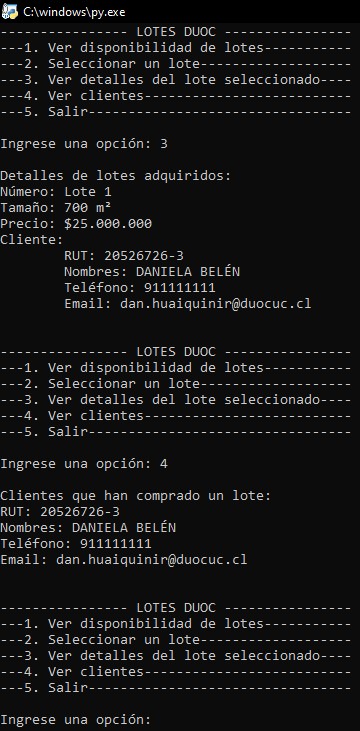 C:\windows\py.exe
---------------- LOTES DUOC ----------------
---1. Ver disponibilidad de lotes-----------
---2. Seleccionar un lote-------------------
---3. Ver detalles del lote seleccionado----
---4. Ver clientes--------------------------
---5. Salir---------------------------------
Ingrese una opción: 3
Detalles de lotes adquiridos:
Número: Lote 1
Tamaño: 700 m²
Precio: $25.000.000
Cliente:
RUT: 20526726-3
Nombres: DANIELA BELÉN
Teléfono: 911111111
Email: dan.huaiquinir@duocuc.cl
---------------- LOTES DUOC ----------------
---1. Ver disponibilidad de lotes-----------
---2. Seleccionar un lote-------------------
---3. Ver detalles del lote seleccionado----
---4. Ver clientes--------------------------
---5. Salir---------------------------------
Ingrese una opción: 4
Clientes que han comprado un lote:
RUT: 20526726-3
Nombres: DANIELA BELÉN
Teléfono: 911111111
Email: dan.huaiquinir@duocuc.cl
---------------- LOTES DUOC ----------------
---1. Ver disponibilidad de lotes-----------
---2. Seleccionar un lote-------------------
---3. Ver detalles del lote seleccionado----
---4. Ver clientes--------------------------
---5. Salir---------------------------------
Ingrese una opción: